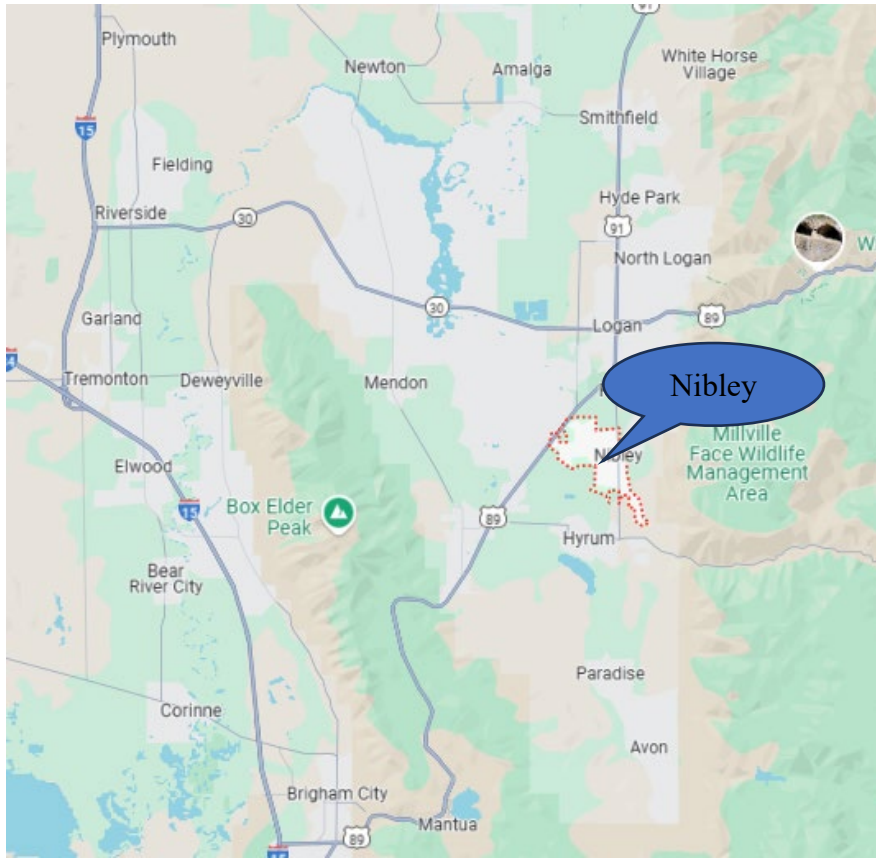 91
Plymouth
White Horse
Village
Newton
Amalga
Smithfield
15
Fielding
Hyde Park
Riverside
30
91
North Logan
W
30
89
Garland
Logan
Tremonton
Deweyville
Mendon
Nibley
Millville
Face Wildlife
Management
Area
Nibley
Elwood
15
Box Elder
Peak
89
Hyrum
Bear
River City
Paradise
Corinne
Avon
Brigham City
Mantua
89
15